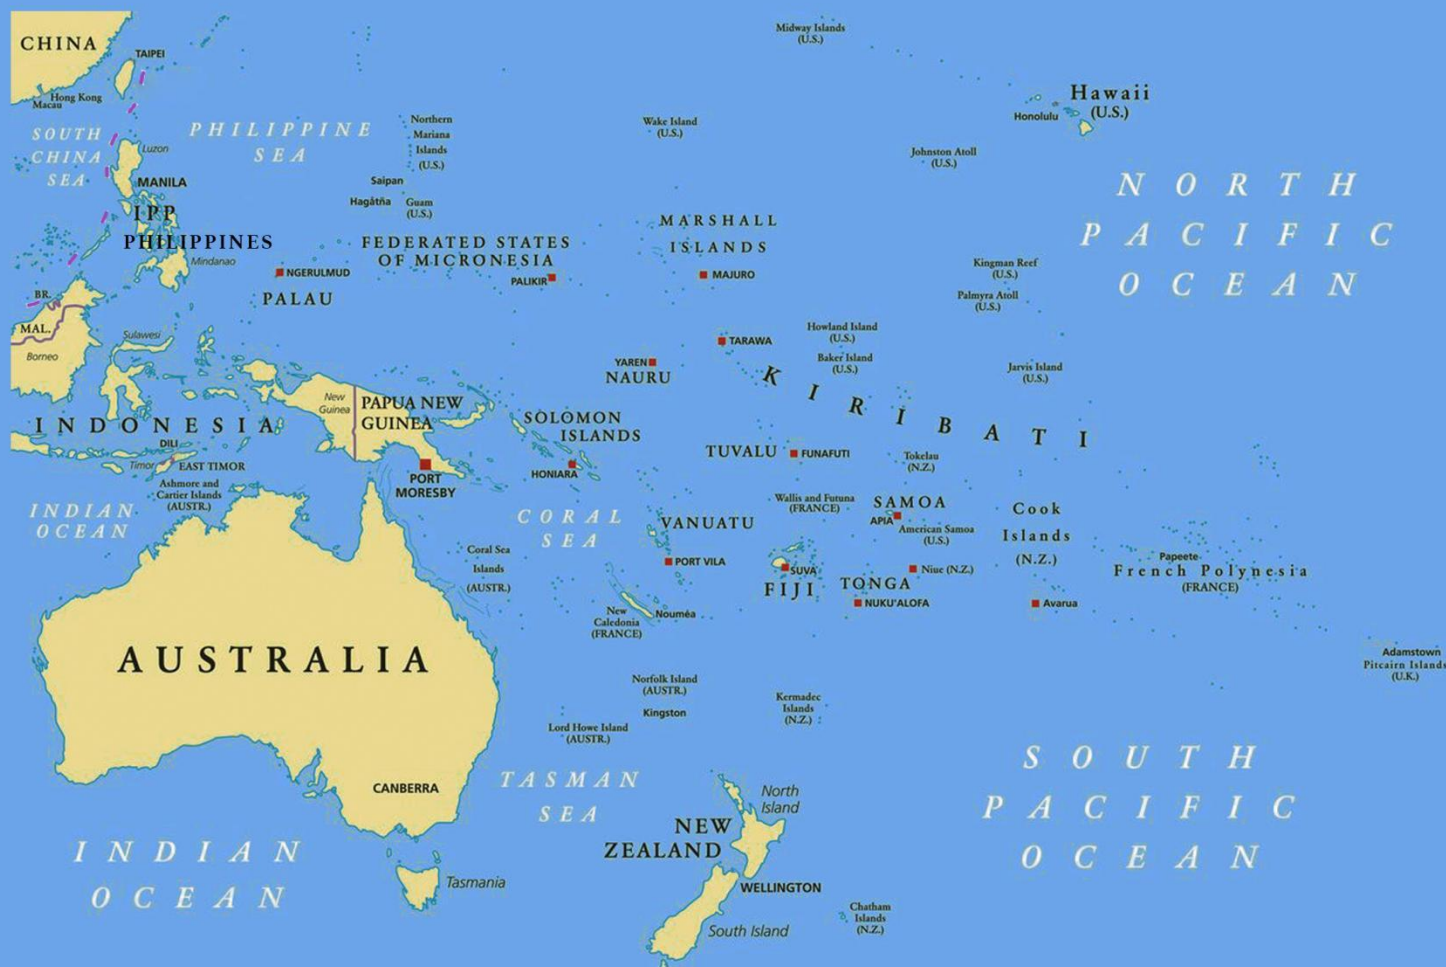 CHINA
TAIPEI
Hong Kong
Macau
SOUTH
CHINA
SEA
PHILIPPINE
SEA
Luzon
MANILA
IPP
PHILIPPINES
Mindanao
Northern
Mariana
Islands
(U.S.)
Saipan
Hagåtña
Guam
(U.S.)
FEDERATED STATES
OF MICRONESIA
PALIKIR
NGERULMUD
PALAU
Midway Islands
(U.S.)
Wake Island
(U.S.)
Hawaii
(U.S.)
Honolulu
Johnston Atoll
(U.S.)
NORTH
PACIFIC
OCEAN
MARSHALL
ISLANDS
MAJURO
Kingman Reef
(U.S.)
Palmyra Atoll
(U.S.)
Howland Island
(U.S.)
Baker Island
(U.S.)
Jarvis Island
(U.S.)
TARAWA
KIRIBATI
YAREN
NAURU
BR.
MAL.
Borneo
Sulawesi
INDONESIA
DILI
Timor
EAST TIMOR
Ashmore and
Cartier Islands
(AUSTR.)
INDIAN
OCEAN
New
Guinea
PAPUA NEW
GUINEA
PORT
MORESBY
SOLOMON
ISLANDS
HONIARA
CORAL
SEA
Coral Sea
Islands
(AUSTR.)
TUVALU
FUNAFUTI
Tokelau
(N.Z.)
Wallis and Futuna
(FRANCE)
SAMOA
APIA
American Samoa
(U.S.)
Cook
Islands
(N.Z.)
VANUATU
PORT VILA
SUVA
FIJI
TONGA
NUKU'ALOFA
Niue (N.Z.)
Avarua
Papeete
French Polynesia
(FRANCE)
Adamstown
Pitcairn Islands
(U.K.)
New
Caledonia
(FRANCE)
Nouméa
AUSTRALIA
CANBERRA
Norfolk Island
(AUSTR.)
Kingston
Lord Howe Island
(AUSTR.)
Kermadec
Islands
(N.Z.)
TASMAN
SEA
SOUTH
PACIFIC
OCEAN
INDIAN
OCEAN
Tasmania
North
Island
NEW
ZEALAND
WELLINGTON
South Island
Chatham
Islands
(N.Z.)